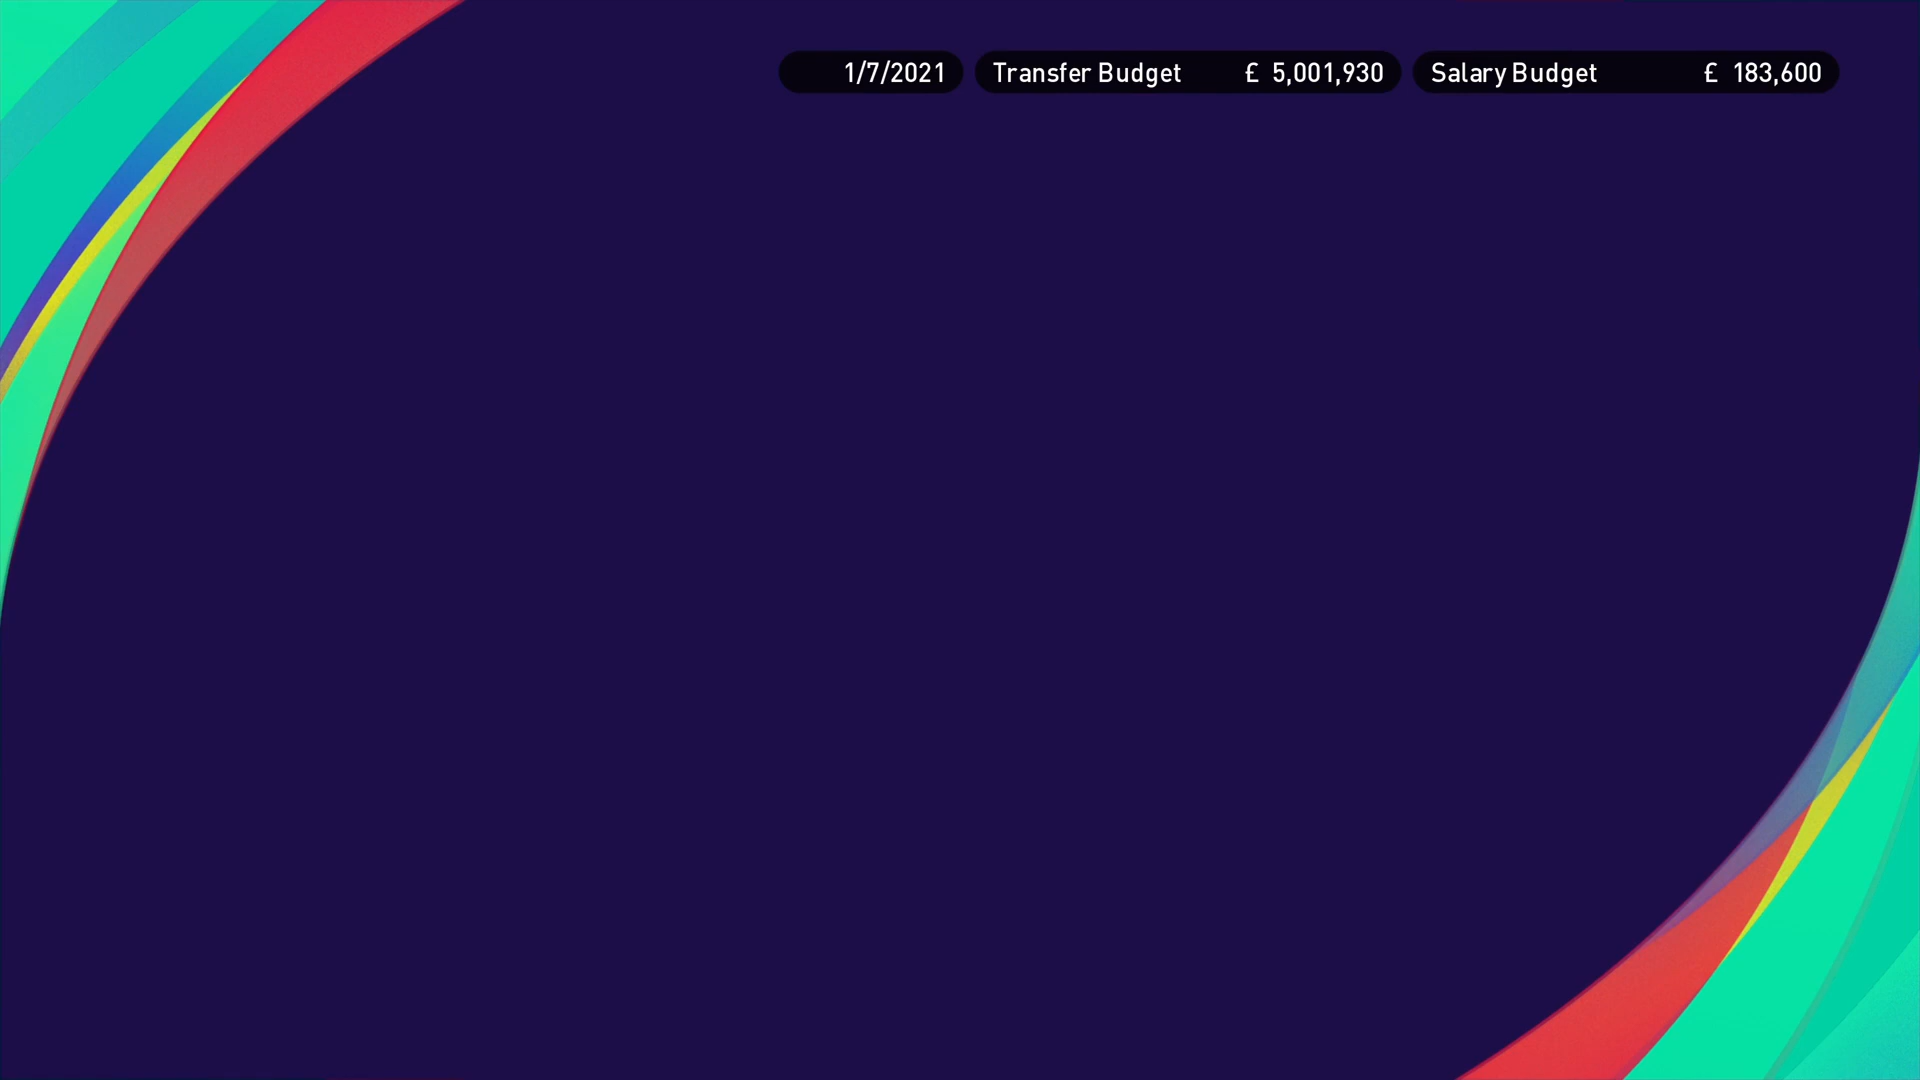 1/7/2021 Transfer Budget £ 5,001,930 Salary Budget £ 183,600